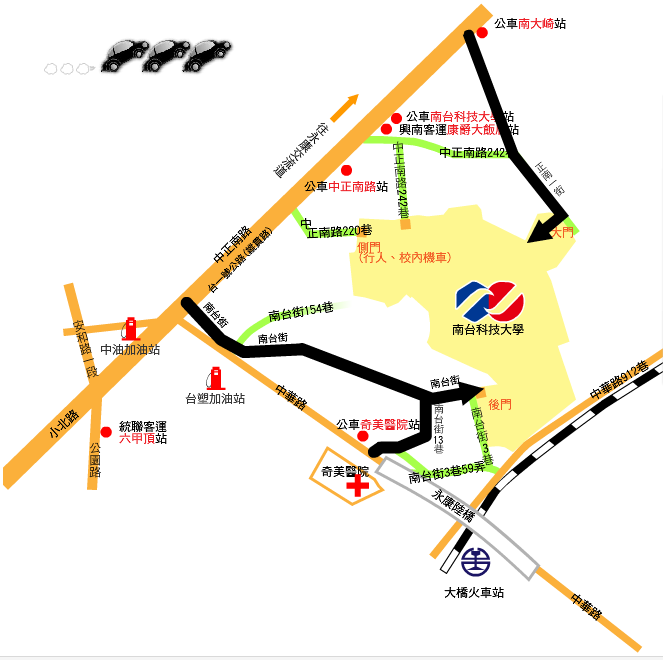 公車南大崎站
公車南台科技大學站
興南客運康爵大飯店站
往永康交流道
中正南路242巷
正南一街
中正南路242巷
公車中正南路站
中正南路220巷
大門
側門
(行人、校內機車)
中正南路
台一號公路(縱貫路)
南台科技大學
南台街
南台街154巷
南台街
安和路一段
中油加油站
台塑加油站
中華路
南台街
後門
中華路912巷
小北路
統聯客運
六甲頂站
公園路
公車奇美醫院站
南台街13巷
南台街3巷
奇美醫院
南台街3巷59弄
永康陸橋
大橋火車站
中華路